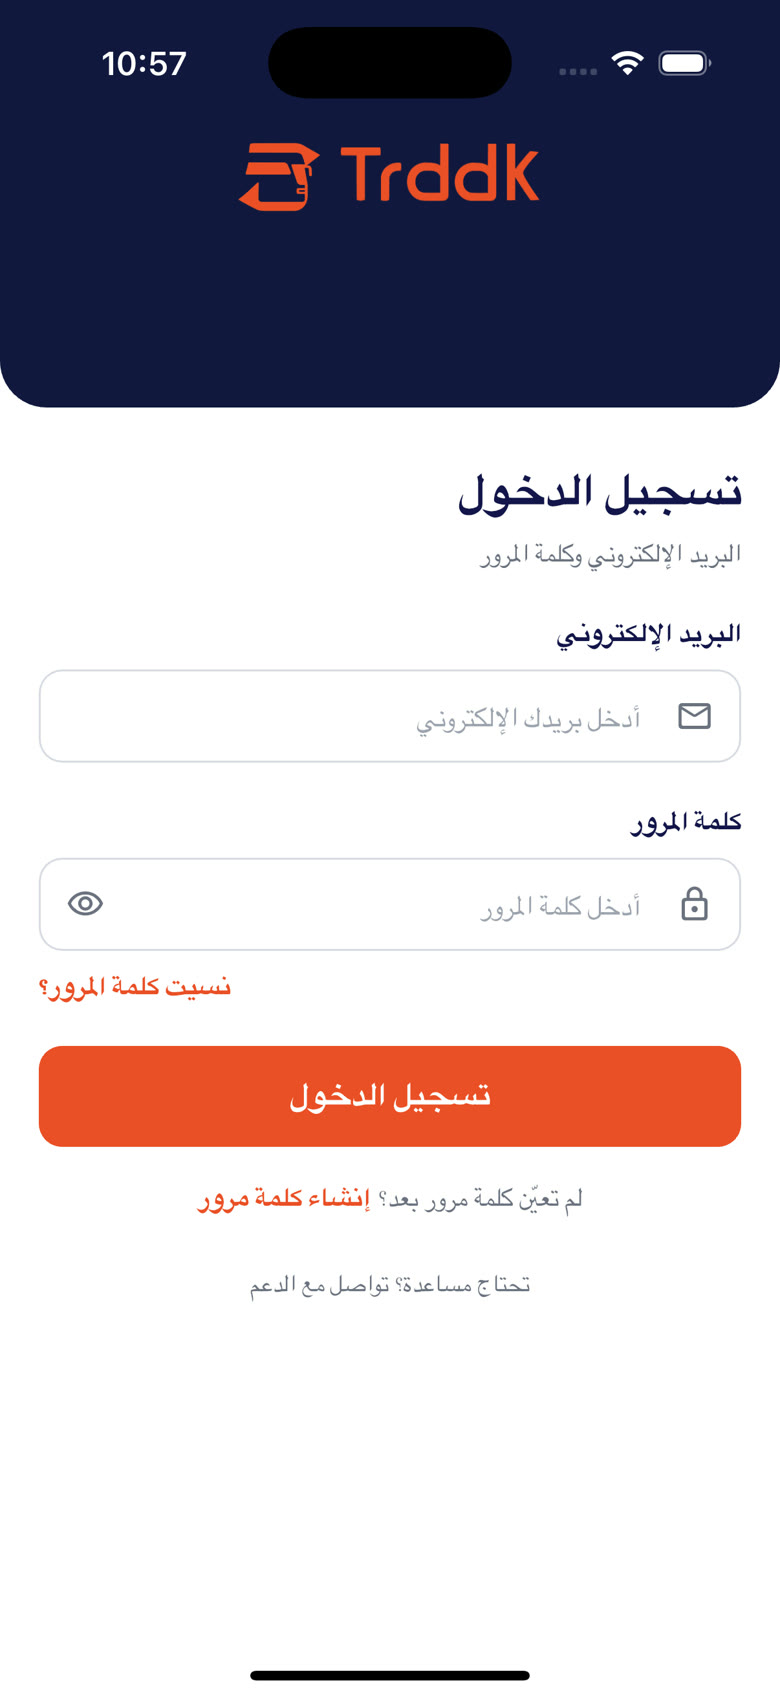 10:57
Trddk
تسجيل الدخول
البريد الإلكتروني وكلمة المرور
البريد الإلكتروني
أدخل بريدك الإلكتروني
كلمة المرور
أدخل كلمة المرور
نسيت كلمة المرور؟
تسجيل الدخول
لم تعيّن كلمة مرور بعد؟ إنشاء كلمة مرور
تحتاج مساعدة؟ تواصل مع الدعم